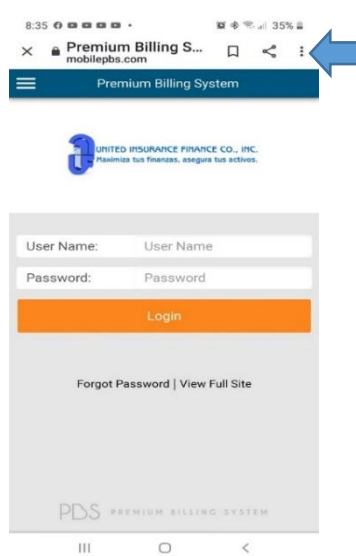 8:35
35%
Premium Billing S...
mobilepbs.com
Premium Billing System
UNITED INSURANCE FINANCE CO., INC.
Maximiza tus finanzas, asegura tus activos.
User Name: User Name
Password: Password
Login
Forgot Password | View Full Site
PDS PREMIUM BILLING SYSTEM